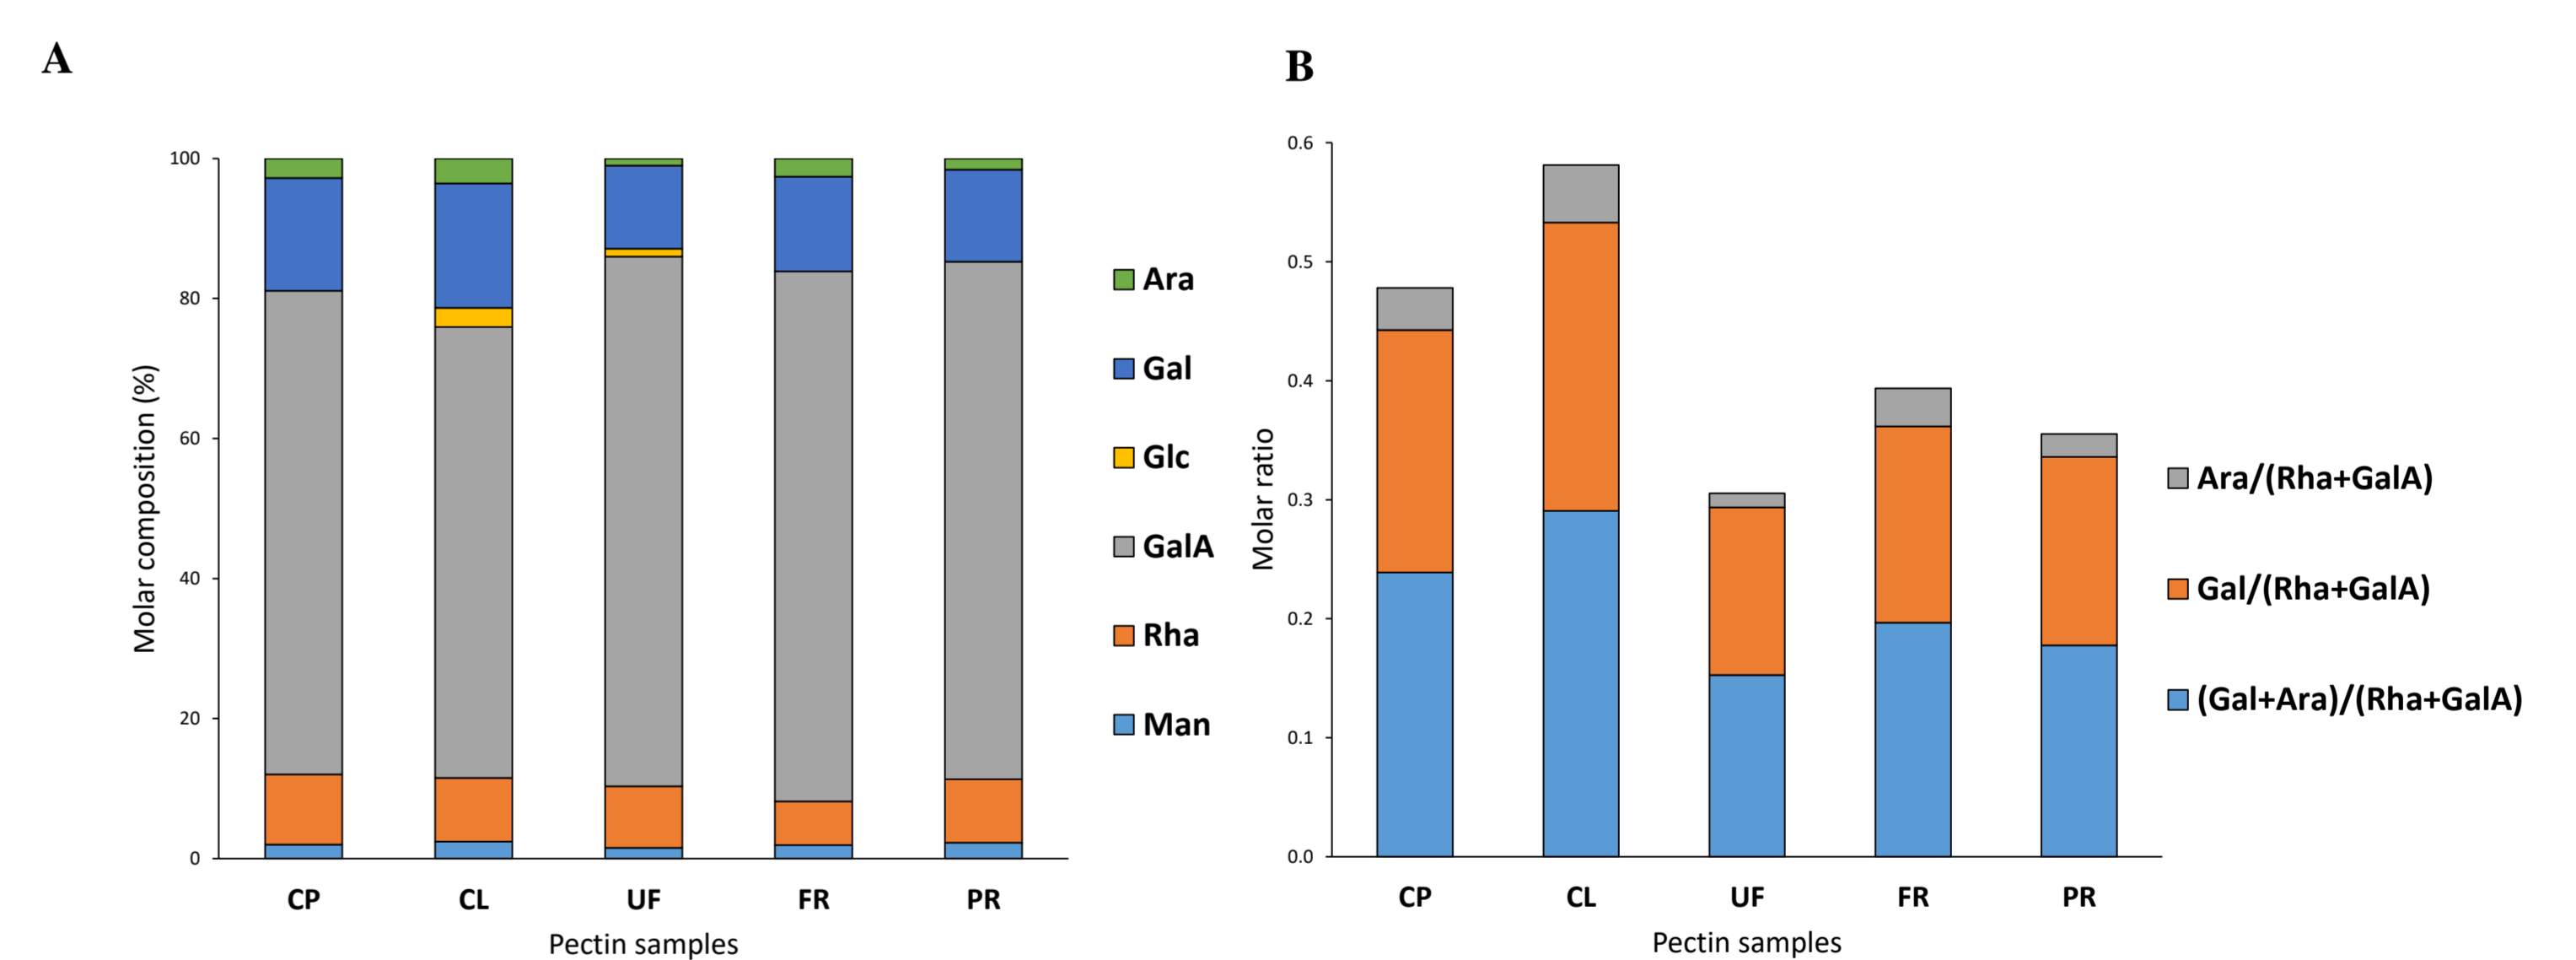 A
Molar composition (%)
100
80
60
40
20
0
CP CL UF FR PR
Pectin samples
Ara
Gal
Glc
GalA
Rha
Man
B
Molar ratio
0.6
0.5
0.4
0.3
0.2
0.1
0.0
CP CL UF FR PR
Pectin samples
Ara/(Rha+GalA)
Gal/(Rha+GalA)
(Gal+Ara)/(Rha+GalA)